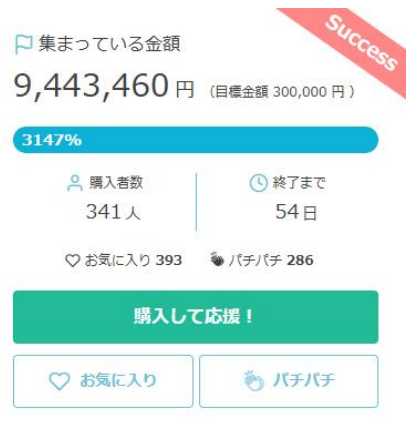 Success
集まっている金額
9,443,460 円 (目標金額 300,000 円 )
3147%
購入者数 終了まで
341 人 54 日
お気に入り 393 パチパチ 286
購入して応援！
お気に入り パチパチ